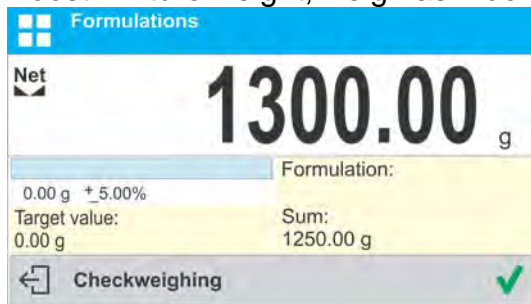 Formulations
Net
1300.00 g
Formulation:
0.00 g ±5.00%
Target value:
0.00 g
Sum:
1250.00 g
Checkweighing